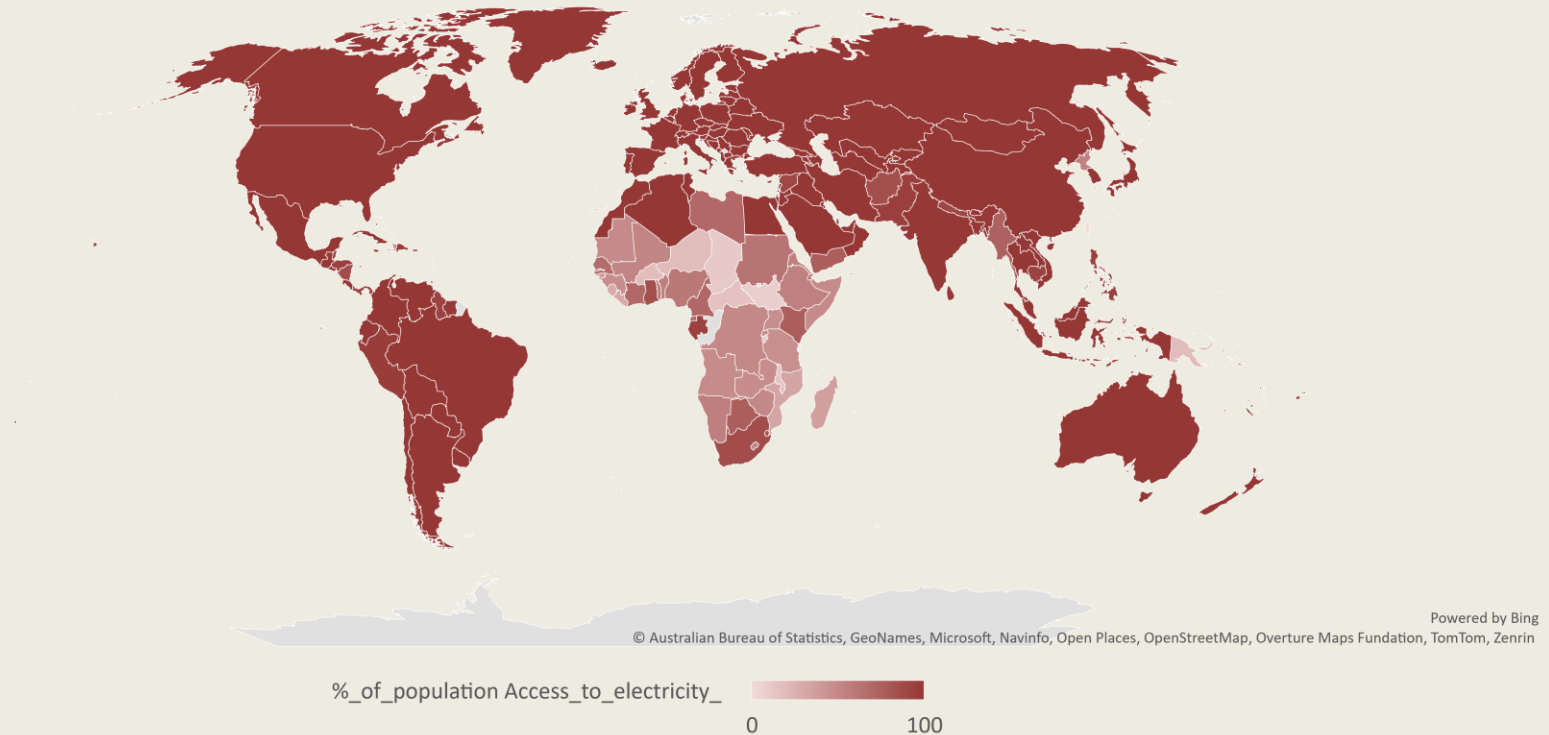 Powered by Bing
© Australian Bureau of Statistics, GeoNames, Microsoft, Navinfo, Open Places, OpenStreetMap, Overture Maps Fundation, TomTom, Zenrin
%_of_population Access_to_electricity_
0 100